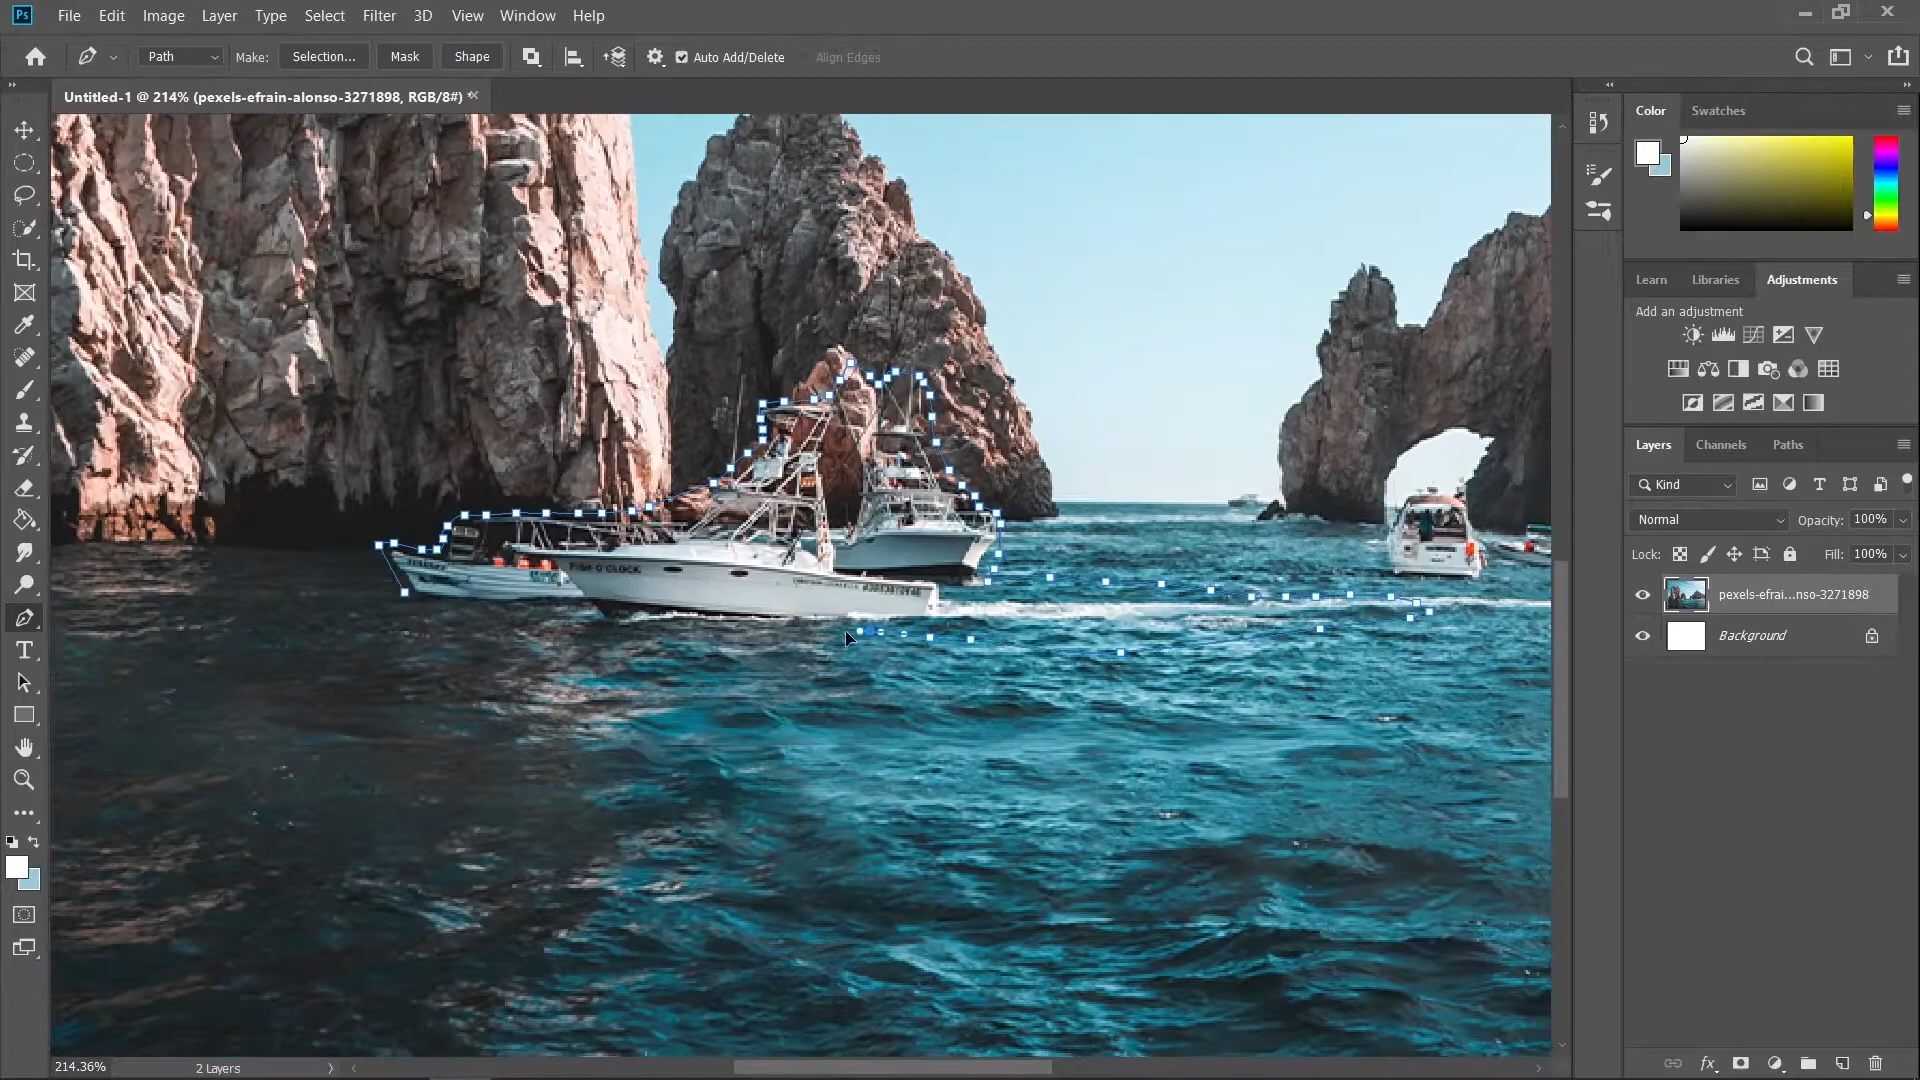 Ps File Edit Image Layer Type Select Filter 3D View Window Help
Path Make: Selection... Mask Shape Auto Add/Delete Align Edges
Untitled-1 @ 214% (pexels-efrain-alonso-3271898, RGB/8#) *
Color Swatches
Learn Libraries Adjustments
Add an adjustment
Layers Channels Paths
Kind
Normal Opacity: 100%
Lock: Fill: 100%
pexels-efrai...nso-3271898
Background
FISH O'CLOCK
214.36% 2 Layers